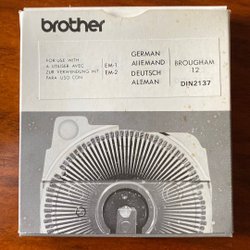 brother
FOR USE WITH
A UTILISER AVEC
ZUR VERWENDUNG MIT
PARA USO CON
EM-1
EM-2
GERMAN
ALLEMAND
DEUTSCH
ALEMAN
BROUGHAM
12
DIN2137